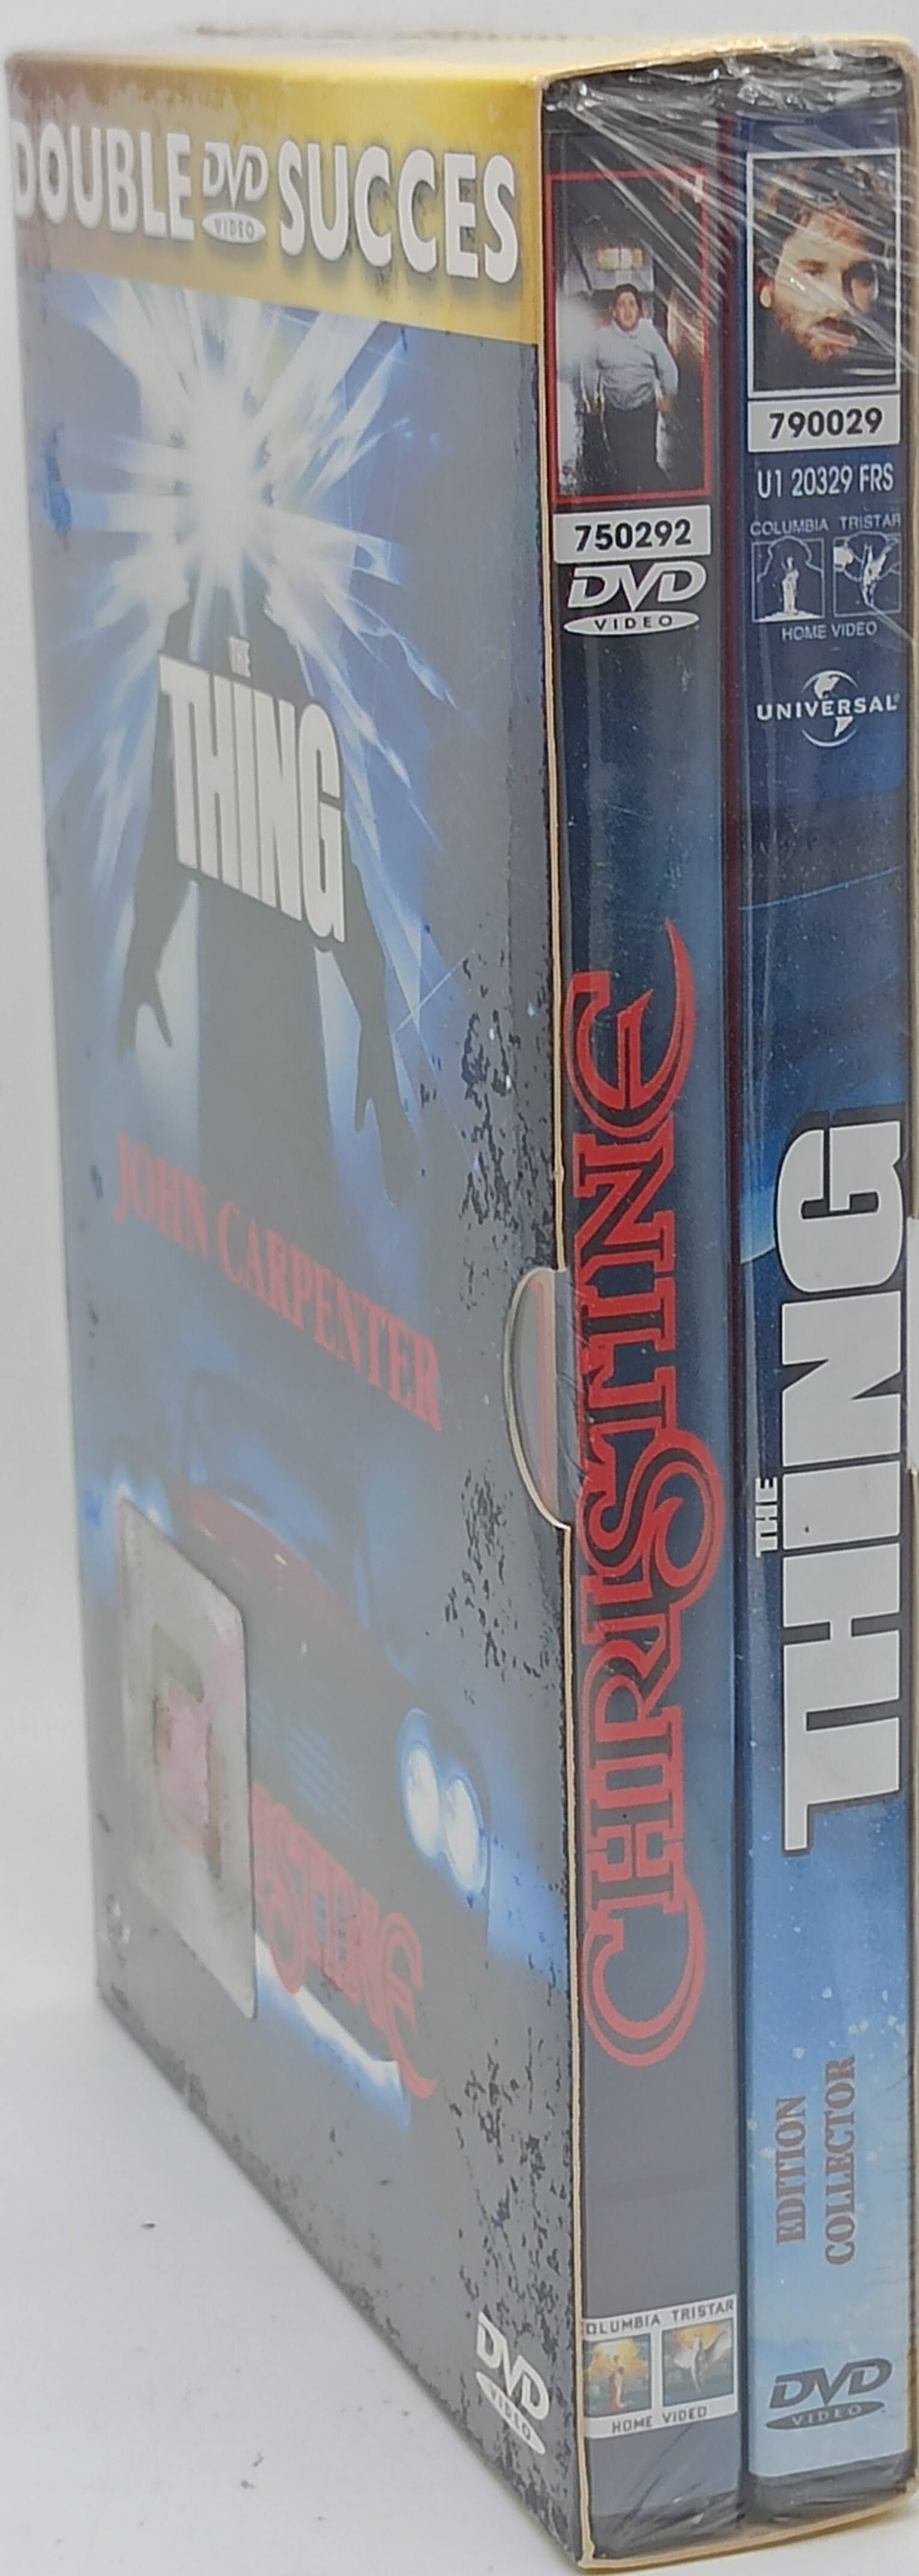 DOUBLE DVD VIDEO SUCCES
THE
THING
JOHN CARPENTER
DVD
VIDEO
750292
DVD
VIDEO
CHRISTINE
COLUMBIA TRISTAR
HOME VIDEO
790029
U1 20329 FRS
COLUMBIA TRISTAR
HOME VIDEO
UNIVERSAL
THE
THING
EDITION
COLLECTOR
DVD
VIDEO